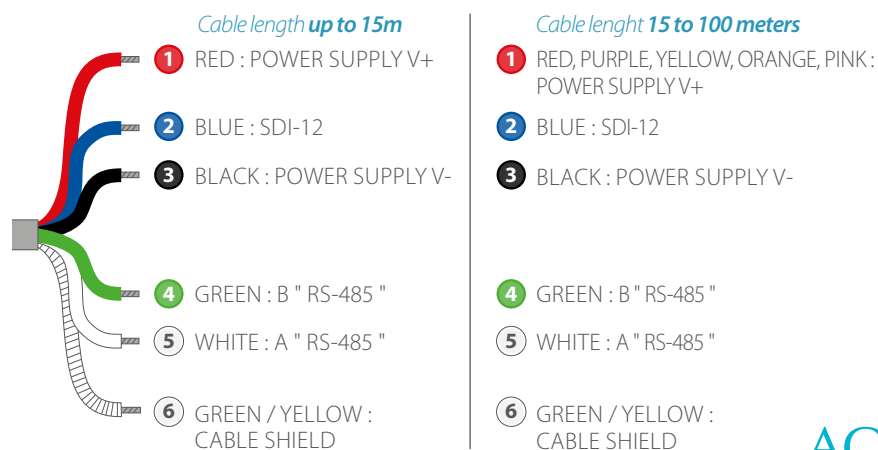 Cable length up to 15m
1 RED : POWER SUPPLY V+
2 BLUE : SDI-12
3 BLACK : POWER SUPPLY V-
4 GREEN : B " RS-485 "
5 WHITE : A " RS-485 "
6 GREEN / YELLOW :
CABLE SHIELD
Cable lenght 15 to 100 meters
1 RED, PURPLE, YELLOW, ORANGE, PINK :
POWER SUPPLY V+
2 BLUE : SDI-12
3 BLACK : POWER SUPPLY V-
4 GREEN : B " RS-485 "
5 WHITE : A " RS-485 "
6 GREEN / YELLOW :
CABLE SHIELD